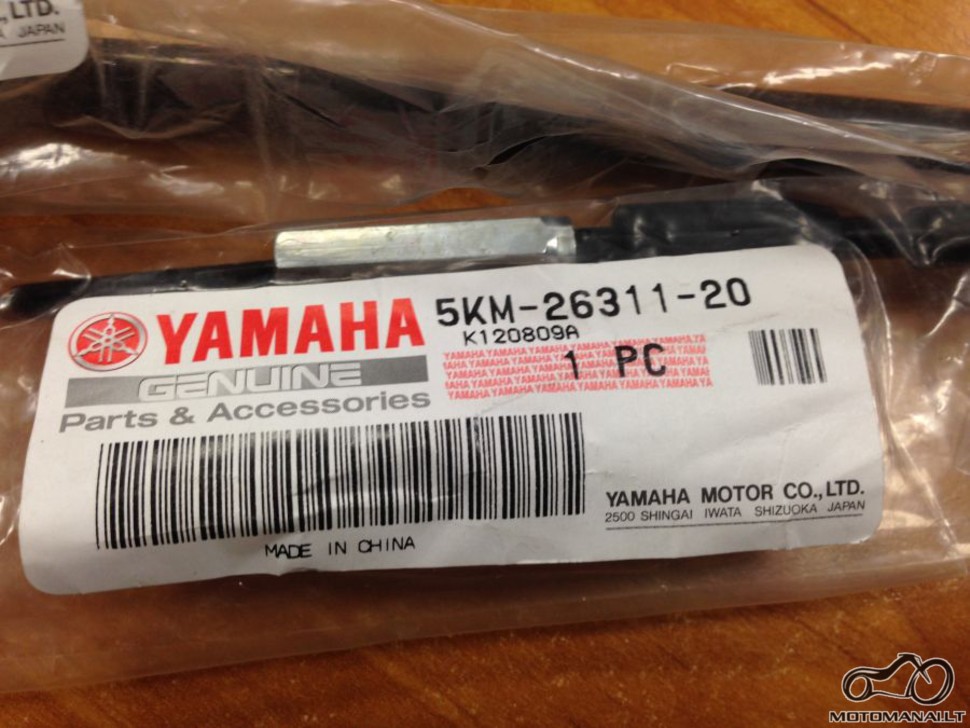 ., LTD.
JAPAN
YAMAHA
GENUINE
Parts & Accessories
5KM-26311-20
K120809A
1 PC
MADE IN CHINA
YAMAHA MOTOR CO.,LTD.
2500 SHINGAI IWATA SHIZUOKA JAPAN
MOTOMANAI.LT